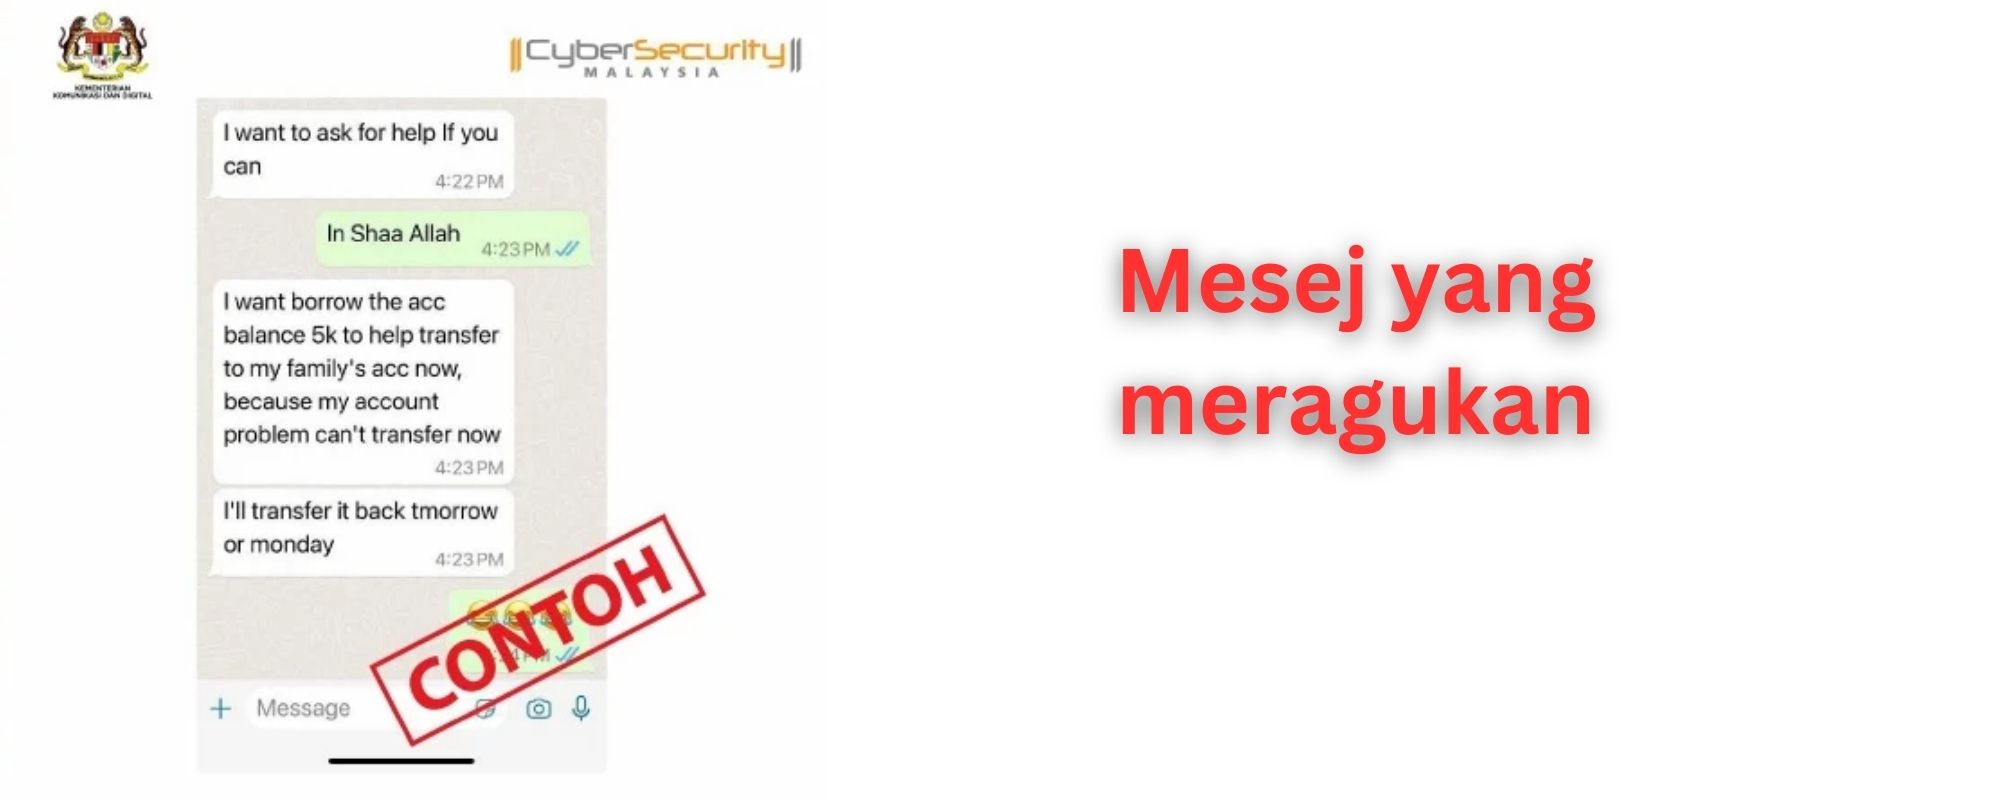 KEMENTERIAN
KOMUNIKASI DAN DIGITAL
CyberSecurity
MALAYSIA
I want to ask for help If you
can
4:22 PM
In Shaa Allah
4:23 PM
I want borrow the acc
balance 5k to help transfer
to my family's acc now,
because my account
problem can't transfer now
4:23 PM
I'll transfer it back tmorrow
or monday
4:23 PM
CONTOH
Message
Mesej yang
meragukan